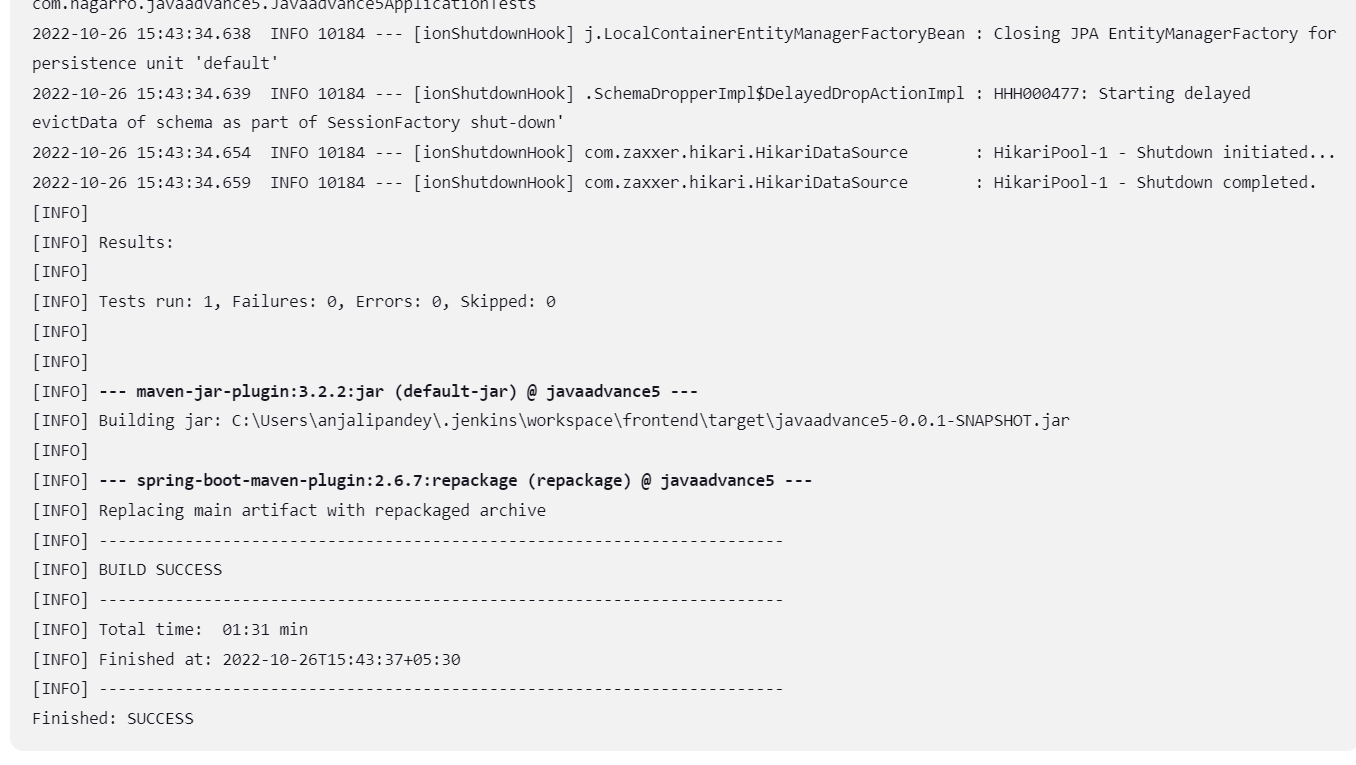 com.nagarro.javaadvance5.Javaadvance5ApplicationTests
2022-10-26 15:43:34.638  INFO 10184 --- [ionShutdownHook] j.LocalContainerEntityManagerFactoryBean : Closing JPA EntityManagerFactory for
persistence unit 'default'
2022-10-26 15:43:34.639  INFO 10184 --- [ionShutdownHook] .SchemaDropperImpl$DelayedDropActionImpl : HHH000477: Starting delayed
evictData of schema as part of SessionFactory shut-down'
2022-10-26 15:43:34.654  INFO 10184 --- [ionShutdownHook] com.zaxxer.hikari.HikariDataSource       : HikariPool-1 - Shutdown initiated...
2022-10-26 15:43:34.659  INFO 10184 --- [ionShutdownHook] com.zaxxer.hikari.HikariDataSource       : HikariPool-1 - Shutdown completed.
[INFO]
[INFO] Results:
[INFO]
[INFO] Tests run: 1, Failures: 0, Errors: 0, Skipped: 0
[INFO]
[INFO]
[INFO] --- maven-jar-plugin:3.2.2:jar (default-jar) @ javaadvance5 ---
[INFO] Building jar: C:\Users\anjalipandey\.jenkins\workspace\frontend\target\javaadvance5-0.0.1-SNAPSHOT.jar
[INFO]
[INFO] --- spring-boot-maven-plugin:2.6.7:repackage (repackage) @ javaadvance5 ---
[INFO] Replacing main artifact with repackaged archive
[INFO] ------------------------------------------------------------------------
[INFO] BUILD SUCCESS
[INFO] ------------------------------------------------------------------------
[INFO] Total time:  01:31 min
[INFO] Finished at: 2022-10-26T15:43:37+05:30
[INFO] ------------------------------------------------------------------------
Finished: SUCCESS